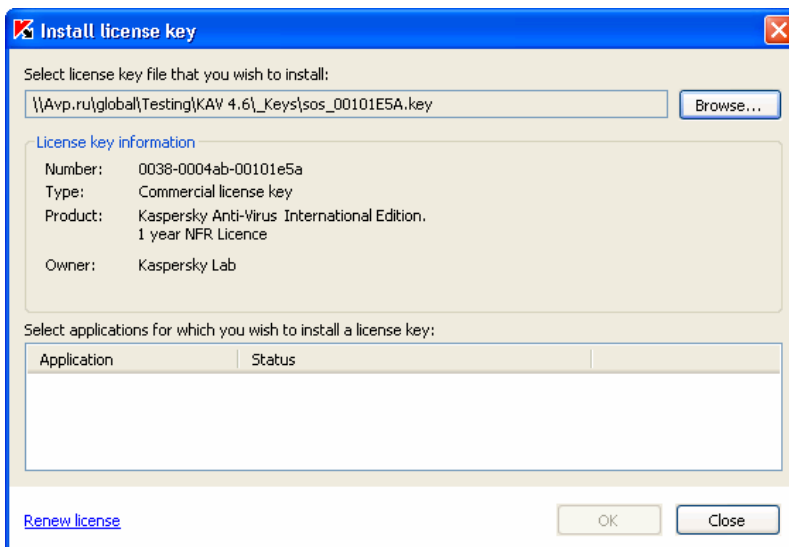 Install license key
Select license key file that you wish to install:
\\Avp.ru\global\Testing\KAV 4.6\_Keys\sos_00101E5A.key
Browse...
License key information
Number: 0038-0004ab-00101e5a
Type: Commercial license key
Product: Kaspersky Anti-Virus International Edition.
1 year NFR Licence
Owner: Kaspersky Lab
Select applications for which you wish to install a license key:
Application Status
Renew license OK Close